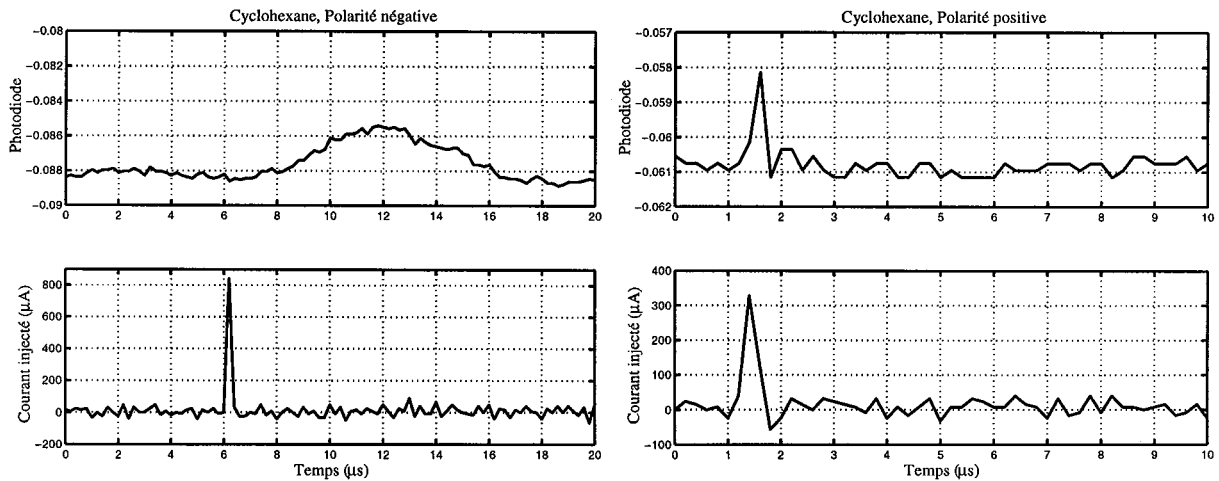 Cyclohexane, Polarité négative
Photodiode
−0.08
−0.082
−0.084
−0.086
−0.088
−0.09
0 2 4 6 8 10 12 14 16 18 20
Courant injecté (µA)
800
600
400
200
0
−200
0 2 4 6 8 10 12 14 16 18 20
Temps (µs)
Cyclohexane, Polarité positive
Photodiode
−0.057
−0.058
−0.059
−0.06
−0.061
−0.062
0 1 2 3 4 5 6 7 8 9 10
Courant injecté (µA)
400
300
200
100
0
−100
0 1 2 3 4 5 6 7 8 9 10
Temps (µs)